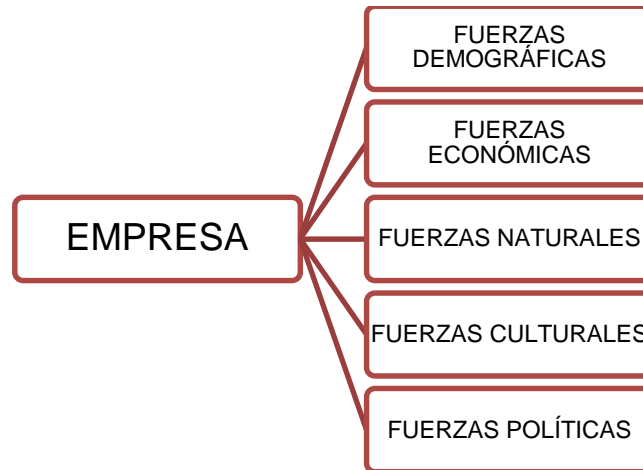 FUERZAS
DEMOGRÁFICAS
FUERZAS
ECONÓMICAS
EMPRESA
FUERZAS NATURALES
FUERZAS CULTURALES
FUERZAS POLÍTICAS